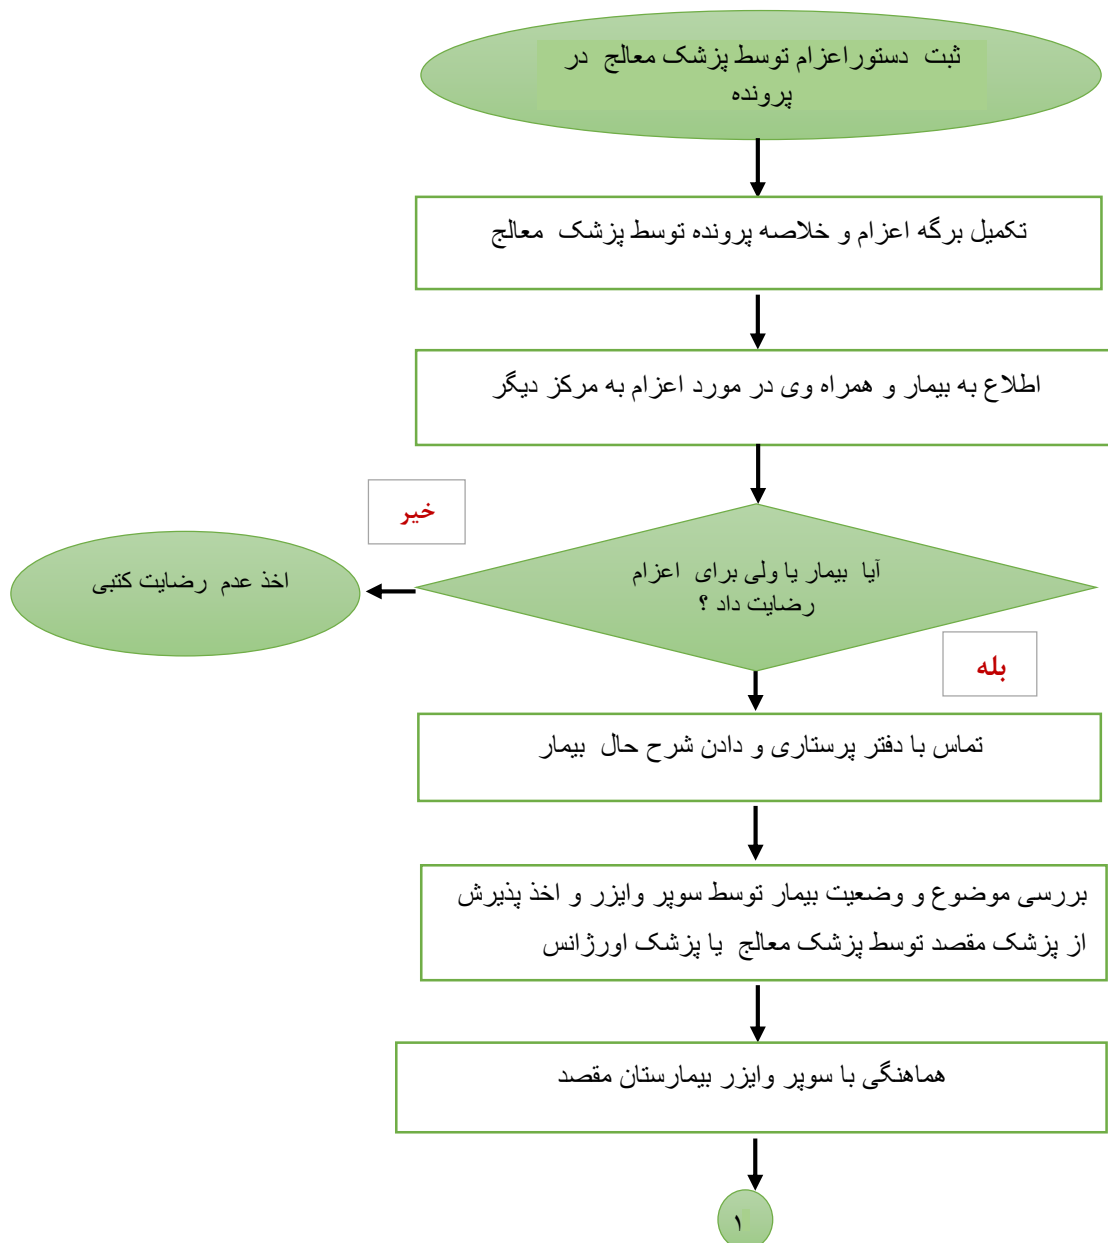 ثبت دستوراعزام توسط پزشک معالج در
پرونده
تکمیل برگه اعزام و خلاصه پرونده توسط پزشک معالج
اطلاع به بیمار و همراه وی در مورد اعزام به مرکز دیگر
خیر
آیا بیمار یا ولی برای اعزام
رضایت داد ؟
اخذ عدم رضایت کتبی
بله
تماس با دفتر پرستاری و دادن شرح حال بیمار
بررسی موضوع و وضعیت بیمار توسط سوپر وایزر و اخذ پذیرش
از پزشک مقصد توسط پزشک معالج یا پزشک اورژانس
هماهنگی با سوپر وایزر بیمارستان مقصد
۱